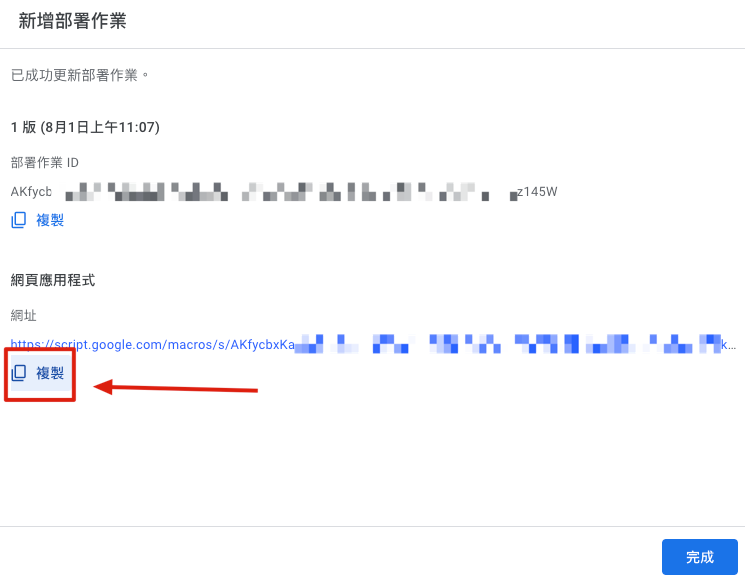 新增部署作業
已成功更新部署作業。
1 版 (8月1日上午11:07)
部署作業 ID
AKfycb z145W
複製
網頁應用程式
網址
https://script.google.com/macros/s/AKfycbxKa k...
複製
完成